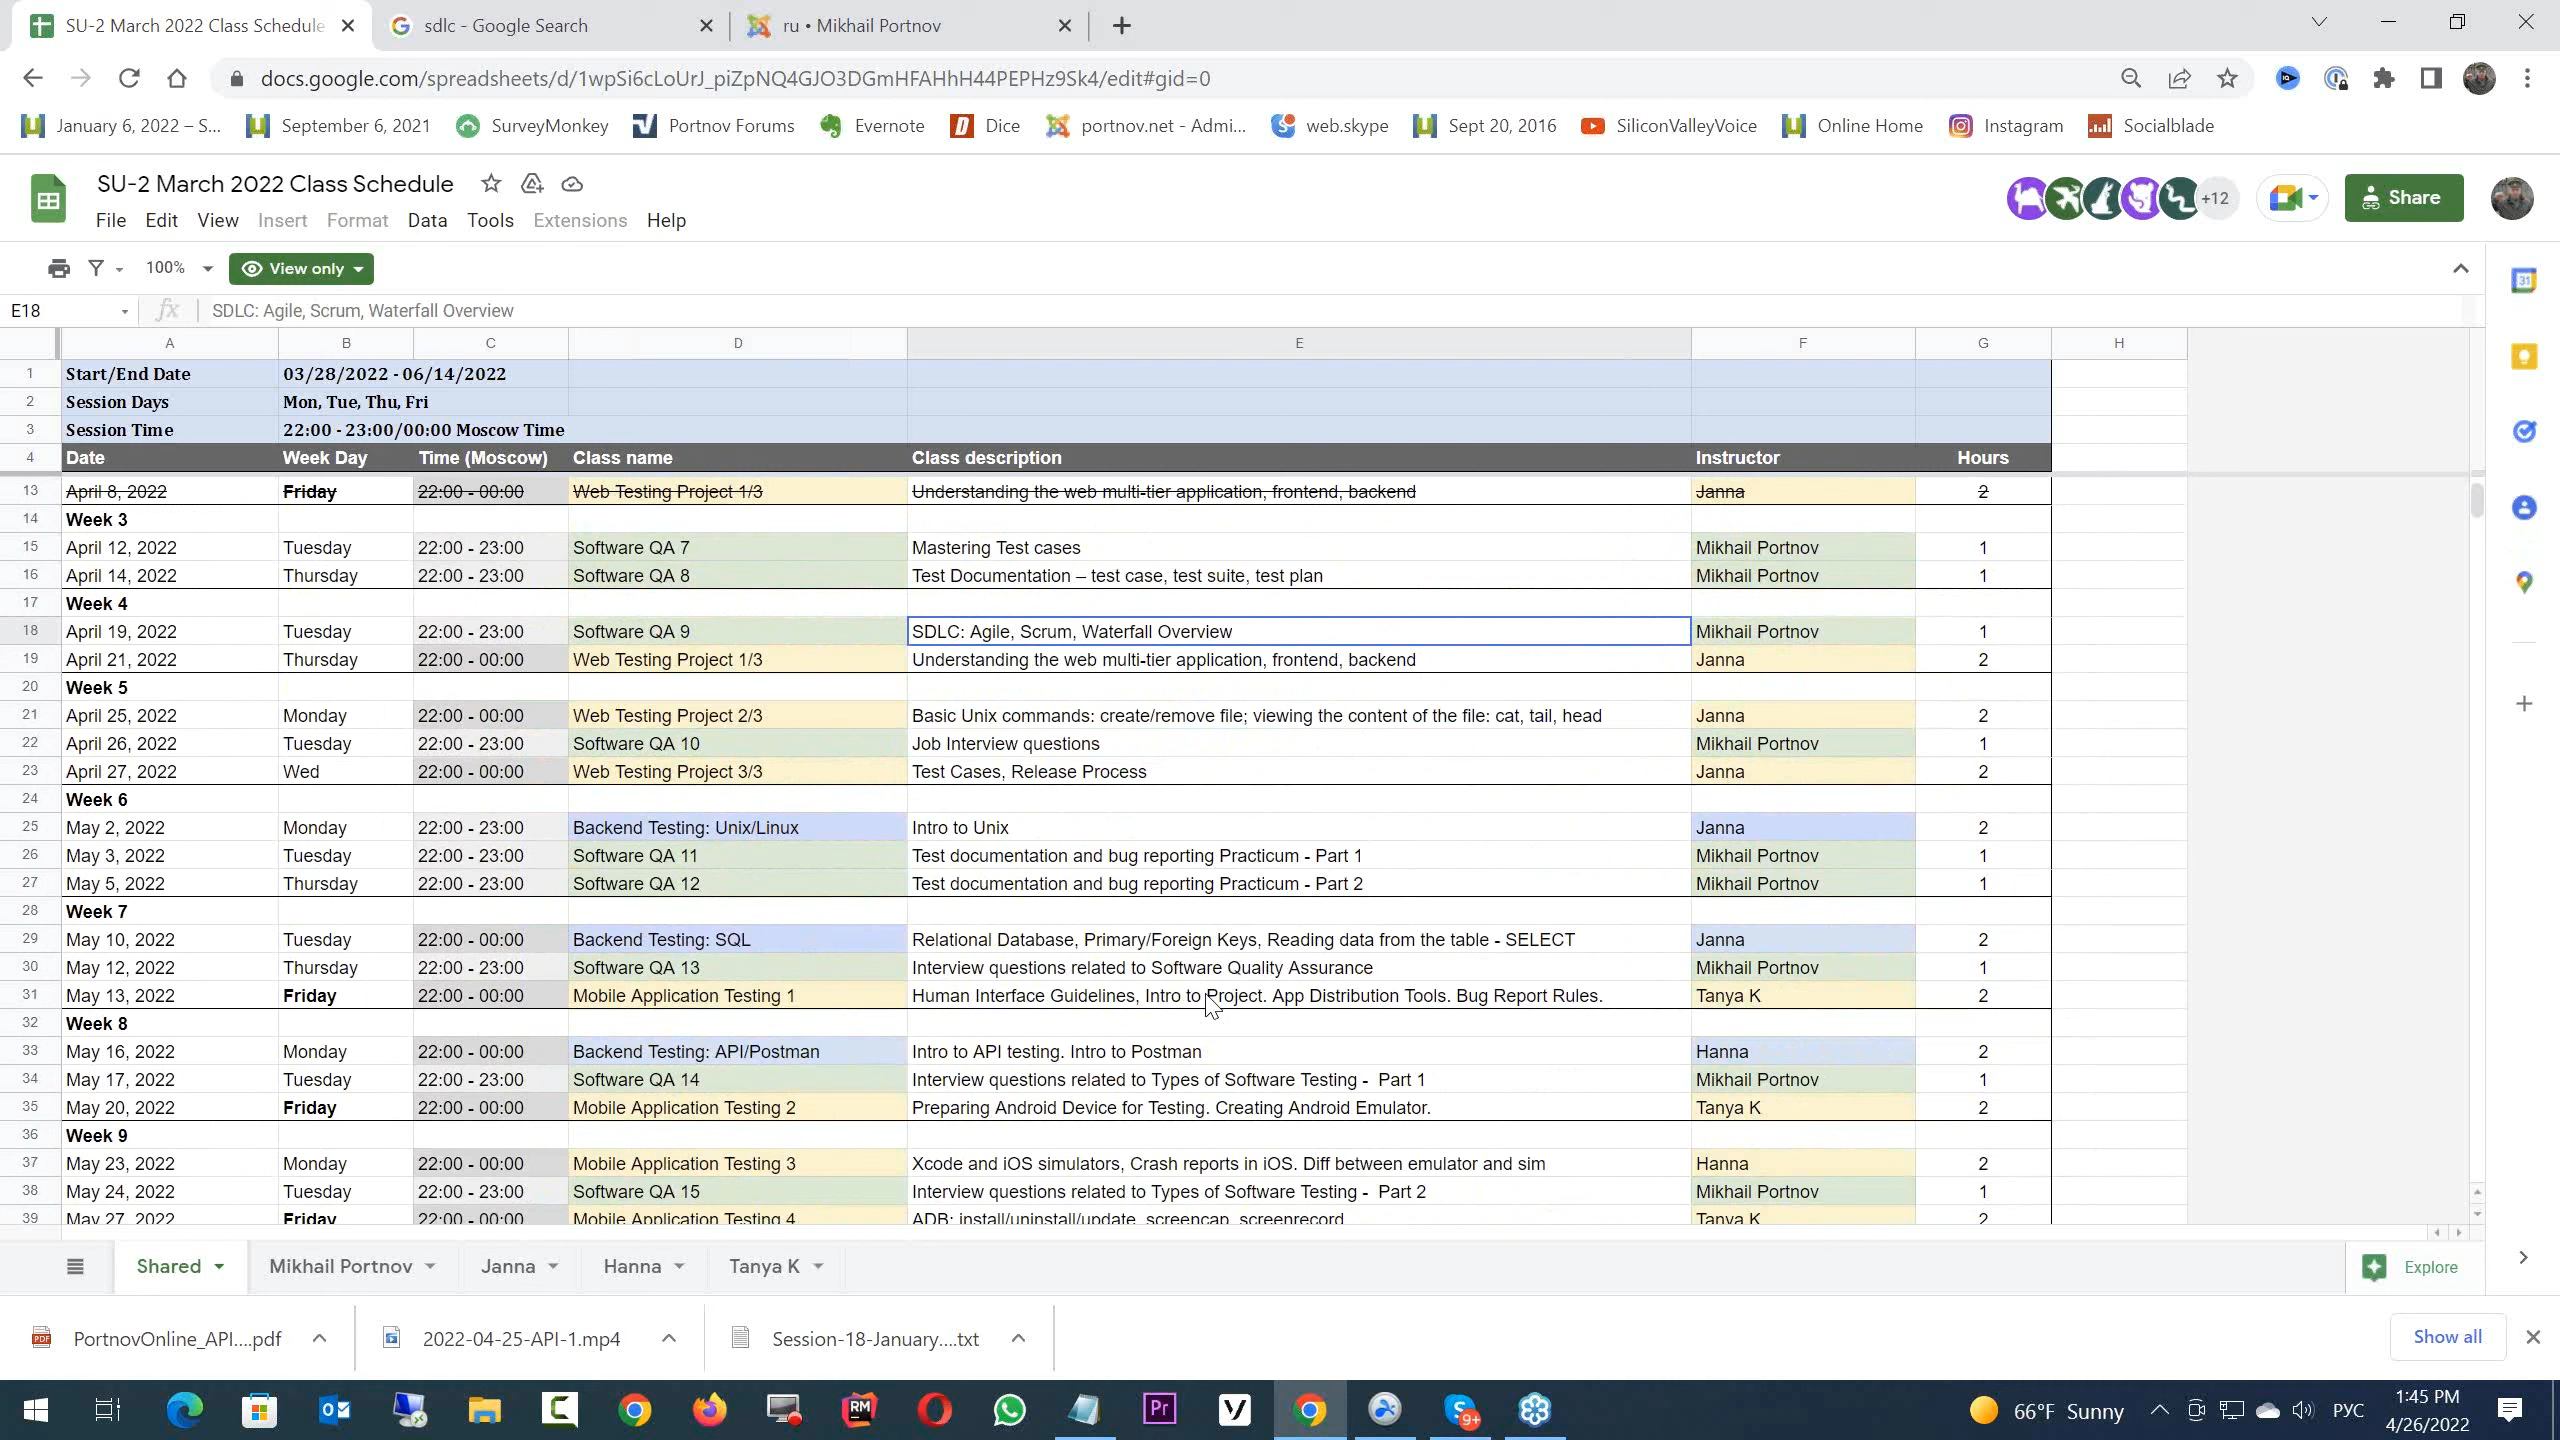 SU-2 March 2022 Class Schedule
sdlc - Google Search
ru • Mikhail Portnov
docs.google.com/spreadsheets/d/1wpSi6cLoUrJ_piZpNQ4GJO3DGmHFAHhH44PEPHz9Sk4/edit#gid=0
January 6, 2022 – S...
September 6, 2021
SurveyMonkey
Portnov Forums
Evernote
Dice
portnov.net - Admi...
web.skype
Sept 20, 2016
SiliconValleyVoice
Online Home
Instagram
Socialblade
SU-2 March 2022 Class Schedule
+12
Share
File Edit View Insert Format Data Tools Extensions Help
100% View only
E18 fx SDLC: Agile, Scrum, Waterfall Overview
A B C D E F G H
1 Start/End Date 03/28/2022 - 06/14/2022
2 Session Days Mon, Tue, Thu, Fri
3 Session Time 22:00 - 23:00/00:00 Moscow Time
4 Date Week Day Time (Moscow) Class name Class description Instructor Hours
13 April 8, 2022 Friday 22:00 - 00:00 Web Testing Project 1/3 Understanding the web multi-tier application, frontend, backend Janna 2
14 Week 3
15 April 12, 2022 Tuesday 22:00 - 23:00 Software QA 7 Mastering Test cases Mikhail Portnov 1
16 April 14, 2022 Thursday 22:00 - 23:00 Software QA 8 Test Documentation – test case, test suite, test plan Mikhail Portnov 1
17 Week 4
18 April 19, 2022 Tuesday 22:00 - 23:00 Software QA 9 SDLC: Agile, Scrum, Waterfall Overview Mikhail Portnov 1
19 April 21, 2022 Thursday 22:00 - 00:00 Web Testing Project 1/3 Understanding the web multi-tier application, frontend, backend Janna 2
20 Week 5
21 April 25, 2022 Monday 22:00 - 00:00 Web Testing Project 2/3 Basic Unix commands: create/remove file; viewing the content of the file: cat, tail, head Janna 2
22 April 26, 2022 Tuesday 22:00 - 23:00 Software QA 10 Job Interview questions Mikhail Portnov 1
23 April 27, 2022 Wed 22:00 - 00:00 Web Testing Project 3/3 Test Cases, Release Process Janna 2
24 Week 6
25 May 2, 2022 Monday 22:00 - 23:00 Backend Testing: Unix/Linux Intro to Unix Janna 2
26 May 3, 2022 Tuesday 22:00 - 23:00 Software QA 11 Test documentation and bug reporting Practicum - Part 1 Mikhail Portnov 1
27 May 5, 2022 Thursday 22:00 - 23:00 Software QA 12 Test documentation and bug reporting Practicum - Part 2 Mikhail Portnov 1
28 Week 7
29 May 10, 2022 Tuesday 22:00 - 00:00 Backend Testing: SQL Relational Database, Primary/Foreign Keys, Reading data from the table - SELECT Janna 2
30 May 12, 2022 Thursday 22:00 - 23:00 Software QA 13 Interview questions related to Software Quality Assurance Mikhail Portnov 1
31 May 13, 2022 Friday 22:00 - 00:00 Mobile Application Testing 1 Human Interface Guidelines, Intro to Project. App Distribution Tools. Bug Report Rules. Tanya K 2
32 Week 8
33 May 16, 2022 Monday 22:00 - 00:00 Backend Testing: API/Postman Intro to API testing. Intro to Postman Hanna 2
34 May 17, 2022 Tuesday 22:00 - 23:00 Software QA 14 Interview questions related to Types of Software Testing - Part 1 Mikhail Portnov 1
35 May 20, 2022 Friday 22:00 - 00:00 Mobile Application Testing 2 Preparing Android Device for Testing. Creating Android Emulator. Tanya K 2
36 Week 9
37 May 23, 2022 Monday 22:00 - 00:00 Mobile Application Testing 3 Xcode and iOS simulators, Crash reports in iOS. Diff between emulator and sim Hanna 2
38 May 24, 2022 Tuesday 22:00 - 23:00 Software QA 15 Interview questions related to Types of Software Testing - Part 2 Mikhail Portnov 1
39 May 27, 2022 Friday 22:00 - 00:00 Mobile Application Testing 4 ADB: install/uninstall/update, screencap, screenrecord Tanya K 2
Shared Mikhail Portnov Janna Hanna Tanya K Explore
PortnovOnline_API....pdf
2022-04-25-API-1.mp4
Session-18-January....txt
Show all
66°F Sunny РУС
1:45 PM
4/26/2022